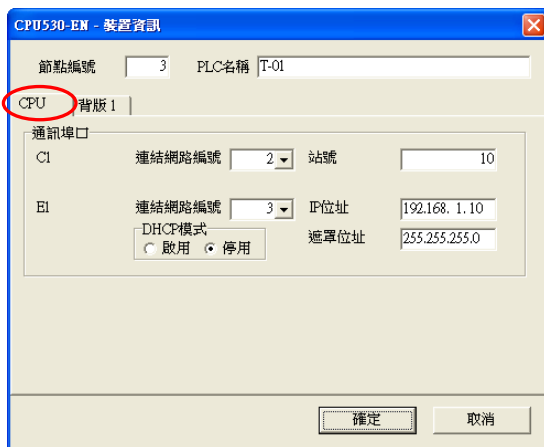 CPU530-EN - 裝置資訊
節點編號 3 PLC名稱 T-01
CPU 背版 1
通訊埠口
C1 連結網路編號 2 站號 10
E1 連結網路編號 3 IP位址 192.168. 1.10
DHCP模式
啟用 停用 遮罩位址 255.255.255.0
確定 取消